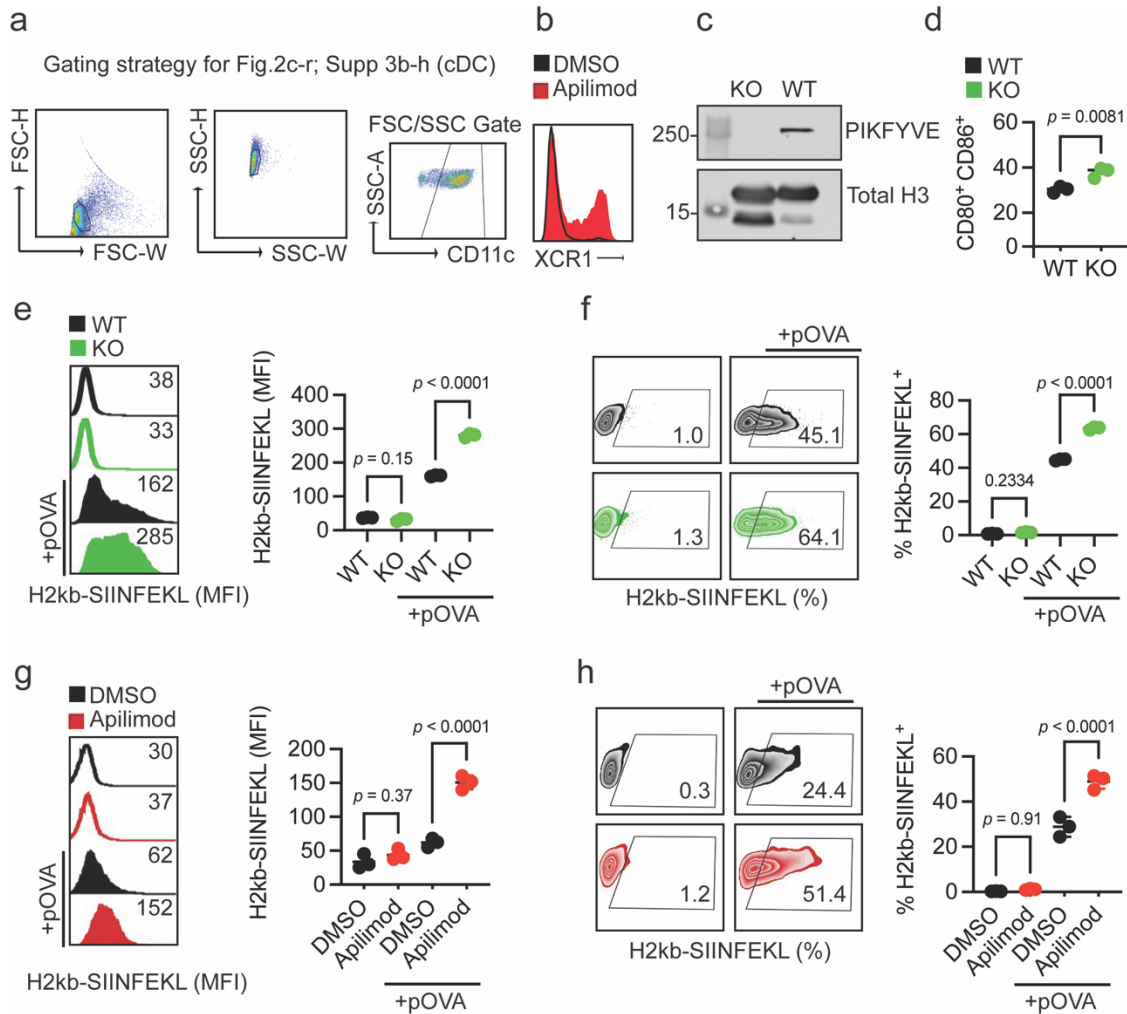 a
Gating strategy for Fig.2c-r; Supp 3b-h (cDC)
FSC-H
FSC-W
SSC-H
SSC-W
FSC/SSC Gate
SSC-A
CD11c
b
DMSO
Apilimod
XCR1
c
KO WT
250
PIKFYVE
15
Total H3
d
WT
KO
CD80⁺ CD86⁺
p = 0.0081
60
40
20
0
WT KO
e
WT
KO
38
33
162
285
+pOVA
H2kb-SIINFEKL (MFI)
H2kb-SIINFEKL (MFI)
400
300
200
100
0
p < 0.0001
p = 0.15
WT
KO
WT
KO
+pOVA
f
+pOVA
1.0
45.1
1.3
64.1
H2kb-SIINFEKL (%)
% H2kb-SIINFEKL⁺
80
60
40
20
0
p < 0.0001
0.2334
WT
KO
WT
KO
+pOVA
g
DMSO
Apilimod
30
37
62
152
+pOVA
H2kb-SIINFEKL (MFI)
H2kb-SIINFEKL (MFI)
200
150
100
50
0
p < 0.0001
p = 0.37
DMSO
Apilimod
DMSO
Apilimod
+pOVA
h
+pOVA
0.3
24.4
1.2
51.4
H2kb-SIINFEKL (%)
% H2kb-SIINFEKL⁺
60
40
20
0
p < 0.0001
p = 0.91
DMSO
Apilimod
DMSO
Apilimod
+pOVA